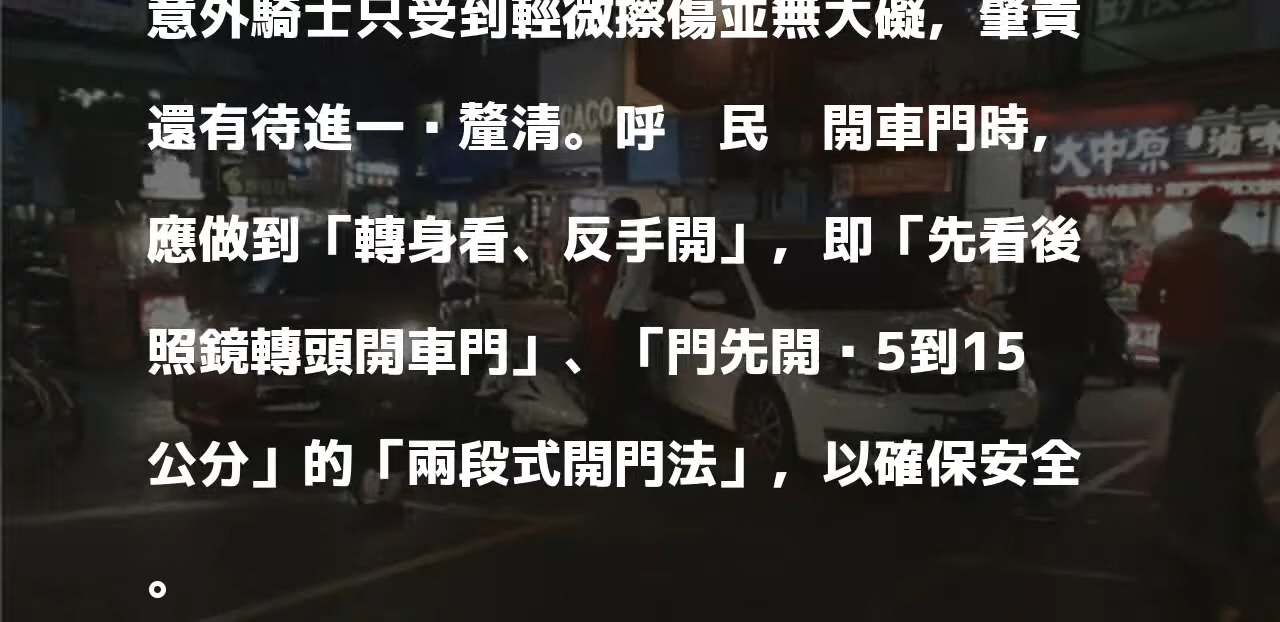 意外騎士只受到輕微擦傷並無大礙，肇責
還有待進一▪釐清。呼　民　開車門時，
應做到「轉身看、反手開」，即「先看後
照鏡轉頭開車門」、「門先開▪5到15
公分」的「兩段式開門法」，以確保安全
。
大中原
滷味